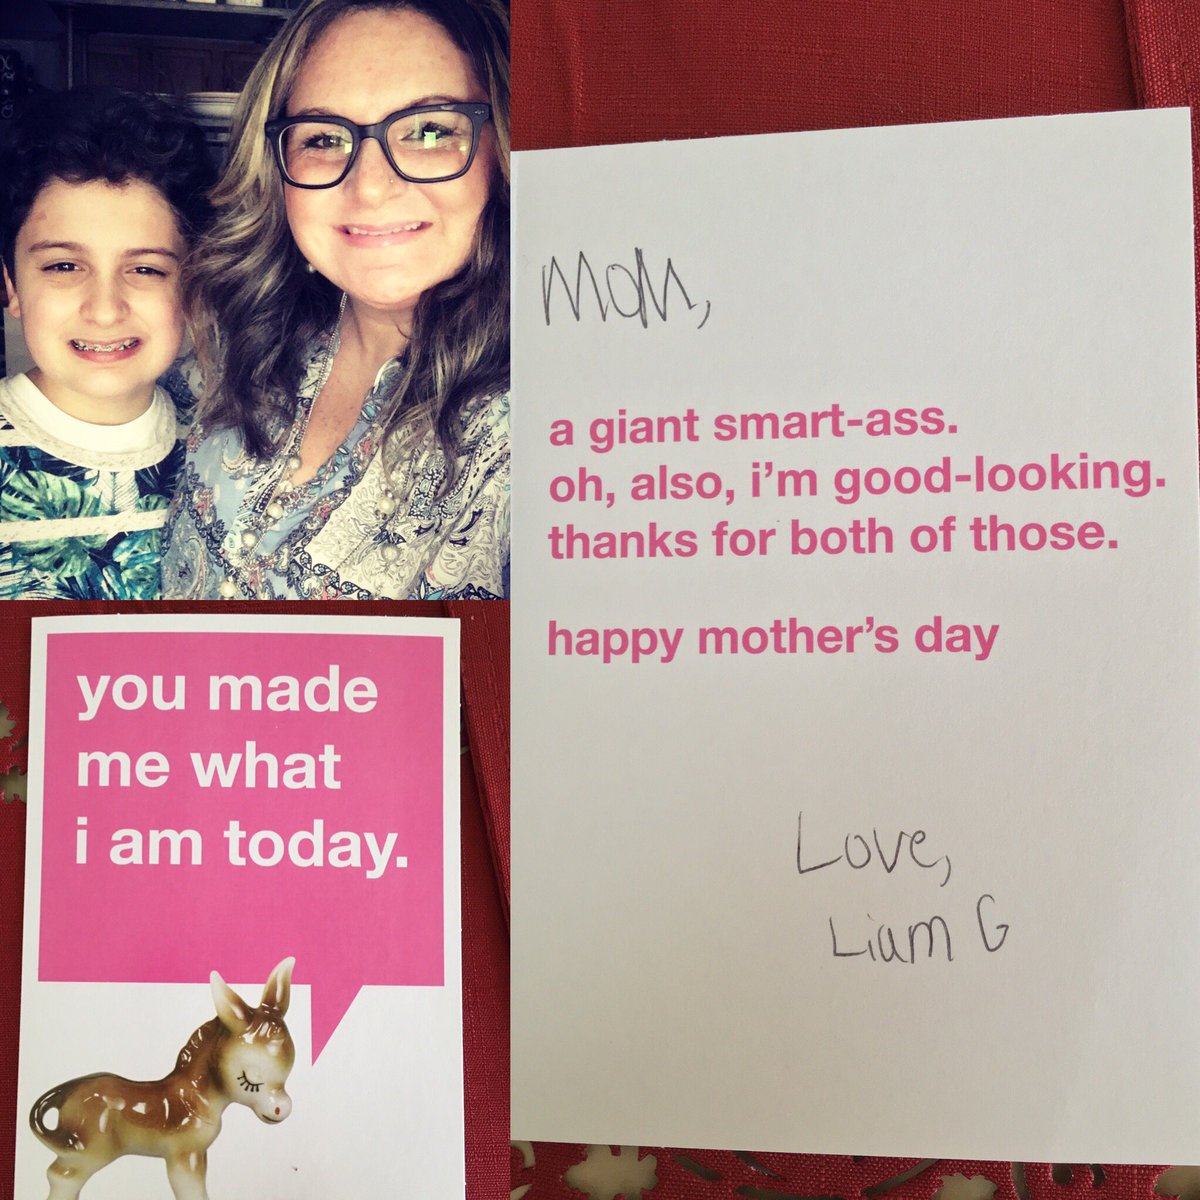 you made
me what
i am today.
Mom,
a giant smart-ass.
oh, also, i'm good-looking.
thanks for both of those.
happy mother's day
Love,
Liam G